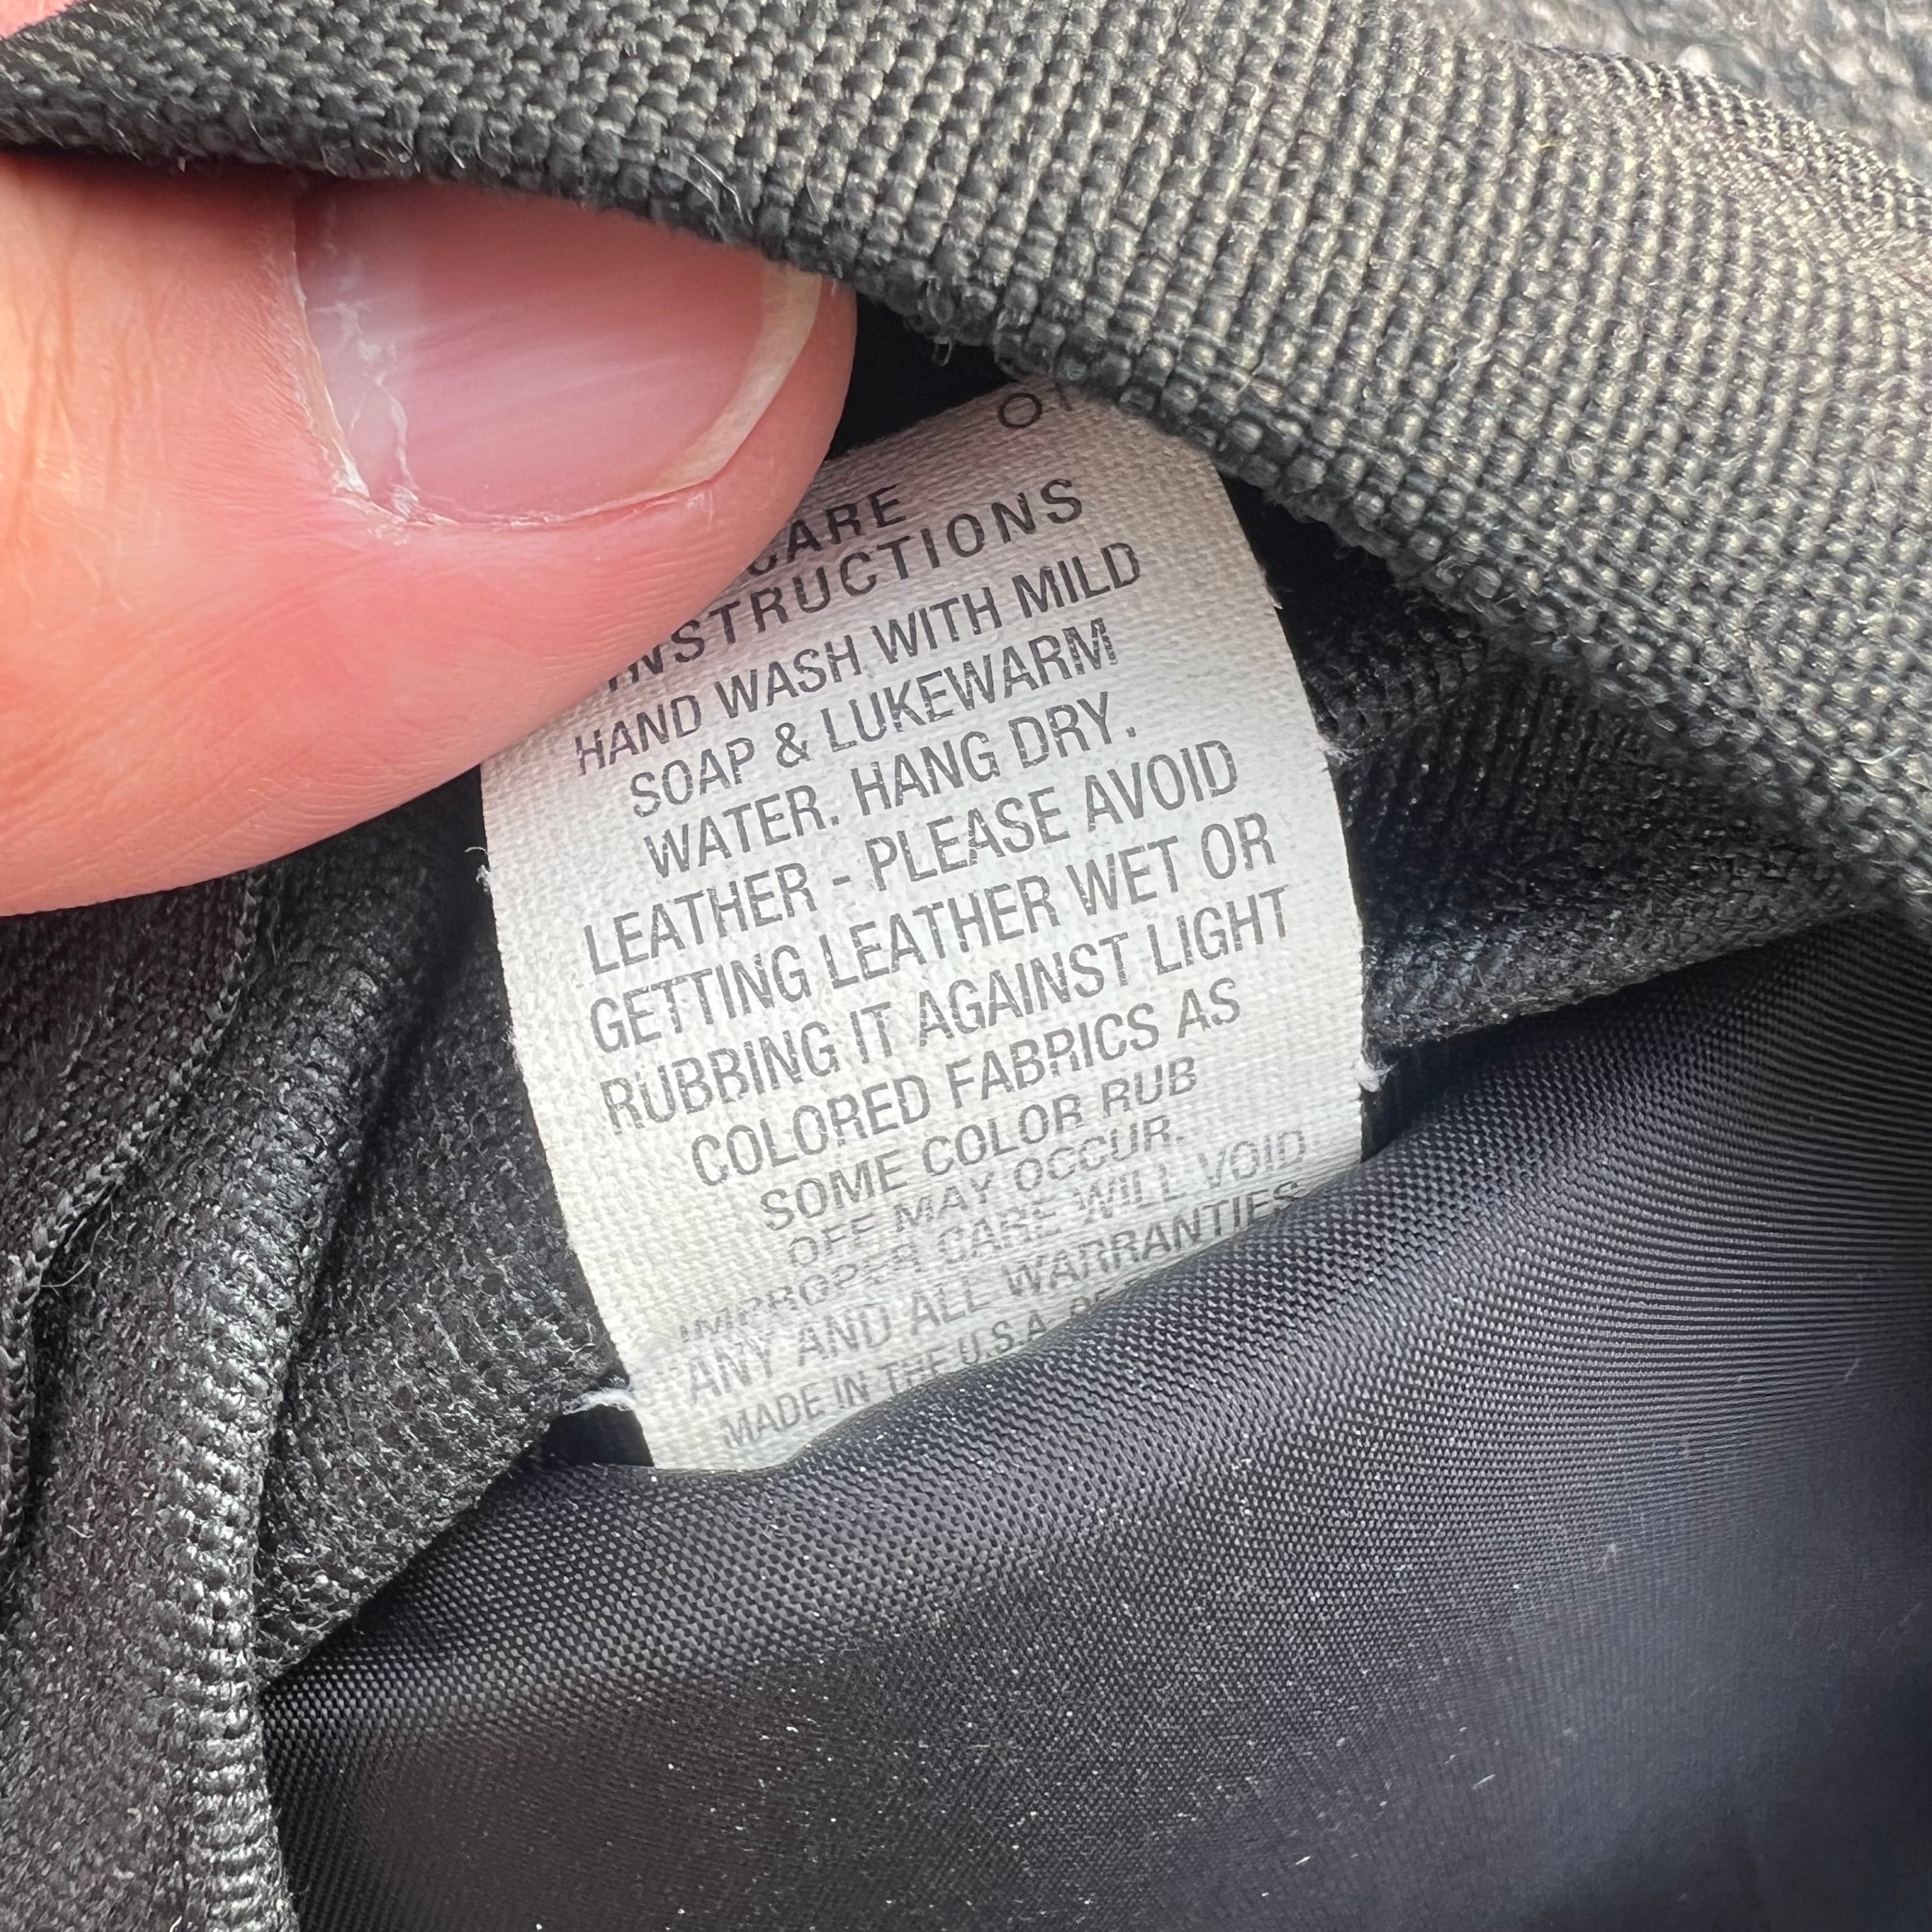 CARE
INSTRUCTIONS
HAND WASH WITH MILD
SOAP & LUKEWARM
WATER. HANG DRY.
LEATHER - PLEASE AVOID
GETTING LEATHER WET OR
RUBBING IT AGAINST LIGHT
COLORED FABRICS AS
SOME COLOR RUB
OFF MAY OCCUR.
IMPROPER CARE WILL VOID
ANY AND ALL WARRANTIES
MADE IN THE U.S.A.